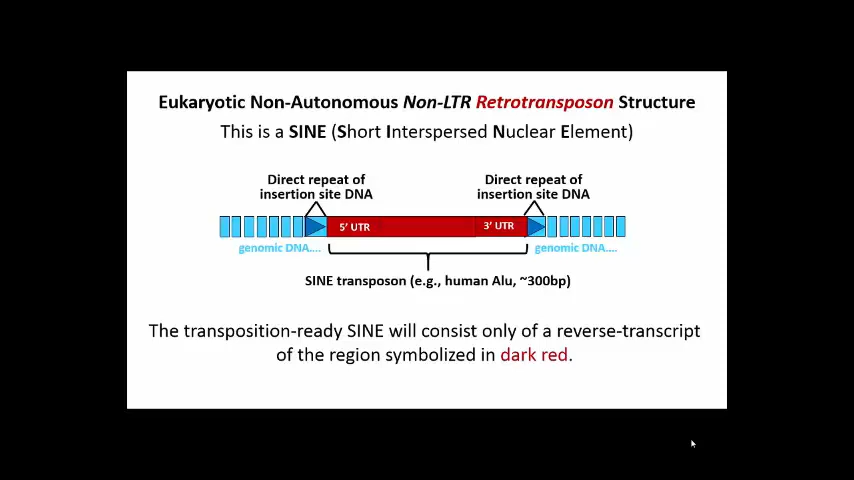 Eukaryotic Non-Autonomous Non-LTR Retrotransposon Structure
This is a SINE (Short Interspersed Nuclear Element)
Direct repeat of
insertion site DNA
Direct repeat of
insertion site DNA
5' UTR
3' UTR
genomic DNA....
genomic DNA....
SINE transposon (e.g., human Alu, ~300bp)
The transposition-ready SINE will consist only of a reverse-transcript
of the region symbolized in dark red.